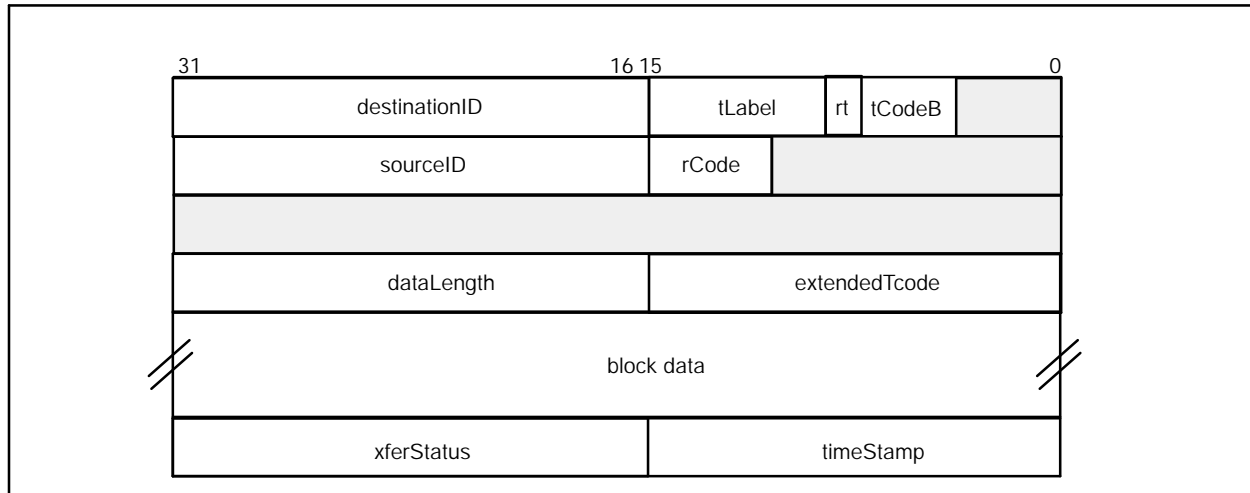 31 16 15 0
destinationID tLabel rt tCodeB
sourceID rCode
dataLength extendedTcode
block data
xferStatus timeStamp